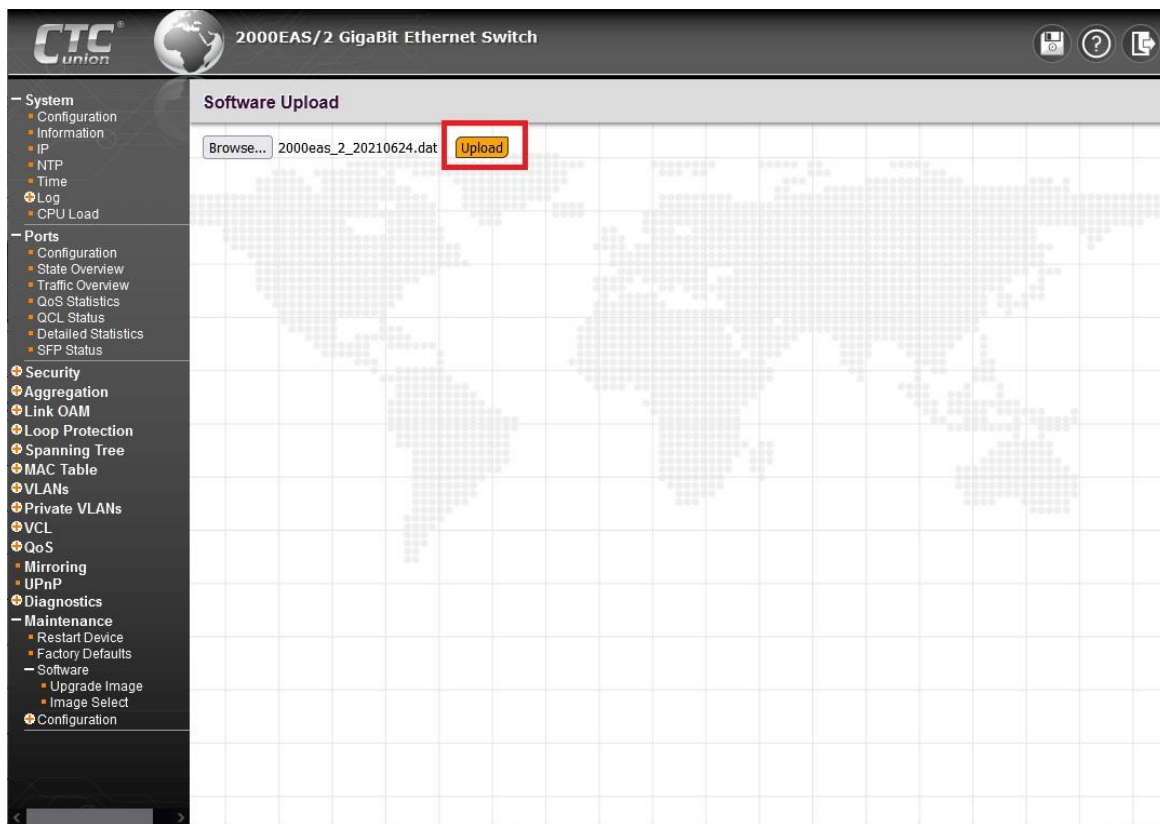 CTC®
union
2000EAS/2 GigaBit Ethernet Switch
System
Configuration
Information
IP
NTP
Time
Log
CPU Load
Ports
Configuration
State Overview
Traffic Overview
QoS Statistics
QCL Status
Detailed Statistics
SFP Status
Security
Aggregation
Link OAM
Loop Protection
Spanning Tree
MAC Table
VLANs
Private VLANs
VCL
QoS
Mirroring
UPnP
Diagnostics
Maintenance
Restart Device
Factory Defaults
Software
Upgrade Image
Image Select
Configuration
Software Upload
Browse... 2000eas_2_20210624.dat Upload